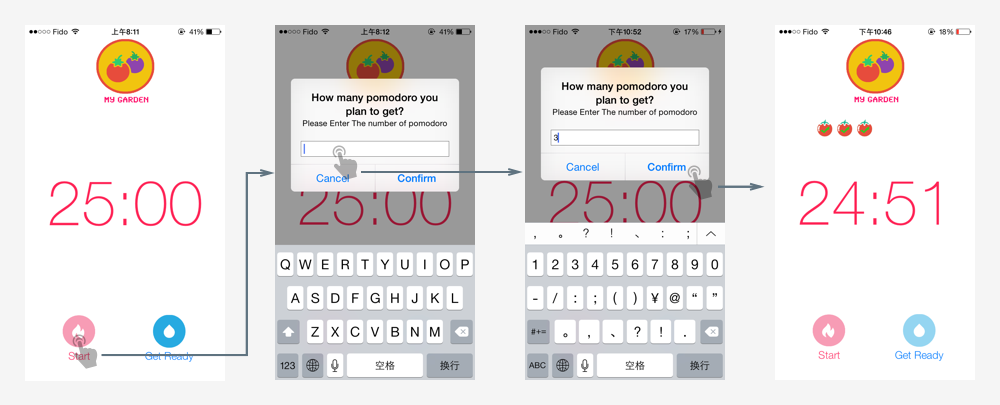 Fido 上午8:11 41%
MY GARDEN
25:00
Start
Get Ready
Fido 上午8:12 41%
How many pomodoro you
plan to get?
Please Enter The number of pomodoro
Cancel
Confirm
25:00
Q W E R T Y U I O P
A S D F G H J K L
Z X C V B N M
123 空格 换行
Fido 下午10:52 17%
How many pomodoro you
plan to get?
Please Enter The number of pomodoro
3
Cancel
Confirm
25:00
, 。 ? ! 、 : ;
1 2 3 4 5 6 7 8 9 0
- / : ; ( ) ¥ @ “ ”
#+= 。 , 、 ? ! .
ABC 空格 换行
Fido 下午10:46 18%
MY GARDEN
24:51
Start
Get Ready